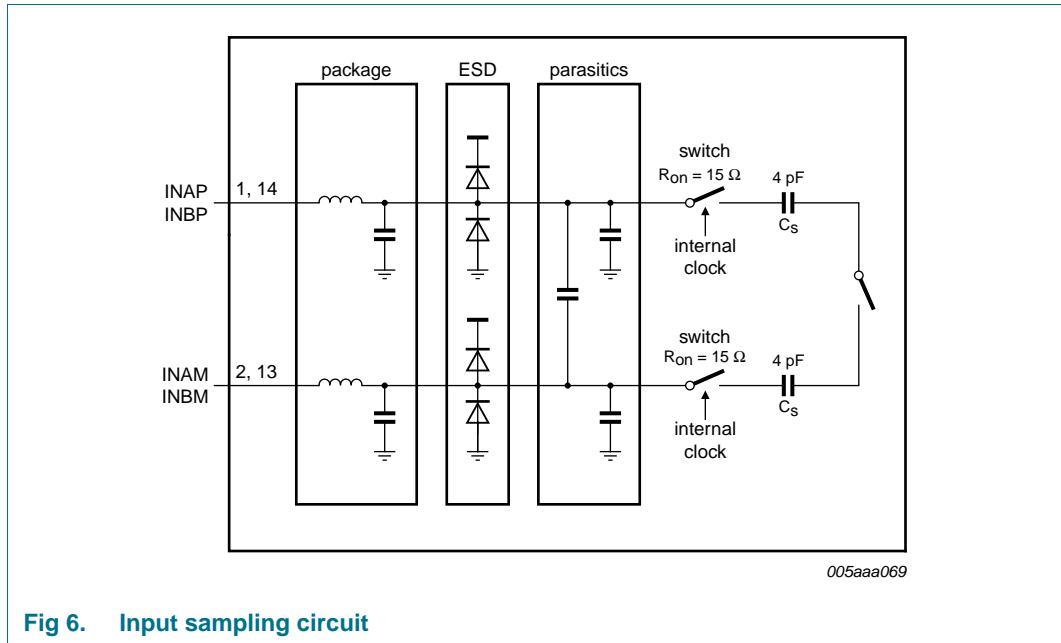 package
ESD
parasitics
switch
Ron = 15 Ω
4 pF
INAP
1, 14
INBP
internal
clock
Cs
switch
Ron = 15 Ω
4 pF
INAM
2, 13
INBM
internal
clock
Cs
005aaa069
Fig 6. Input sampling circuit